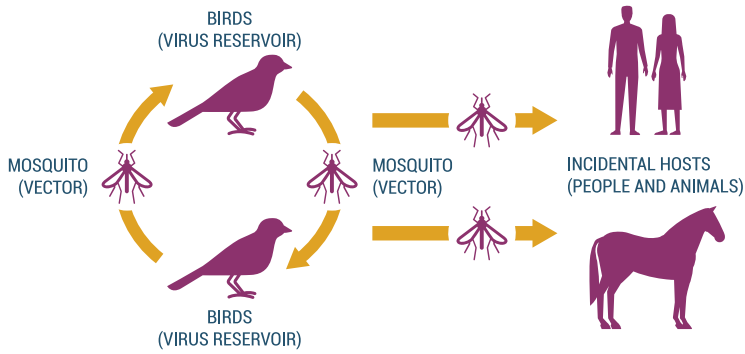 BIRDS
(VIRUS RESERVOIR)
MOSQUITO
(VECTOR)
MOSQUITO
(VECTOR)
INCIDENTAL HOSTS
(PEOPLE AND ANIMALS)
BIRDS
(VIRUS RESERVOIR)